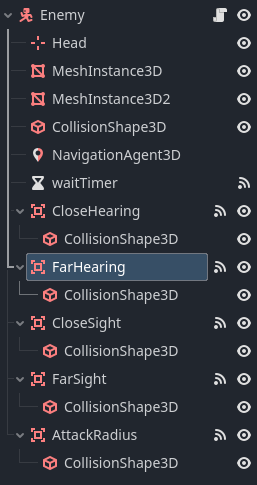 Enemy
Head
MeshInstance3D
MeshInstance3D2
CollisionShape3D
NavigationAgent3D
waitTimer
CloseHearing
CollisionShape3D
FarHearing
CollisionShape3D
CloseSight
CollisionShape3D
FarSight
CollisionShape3D
AttackRadius
CollisionShape3D